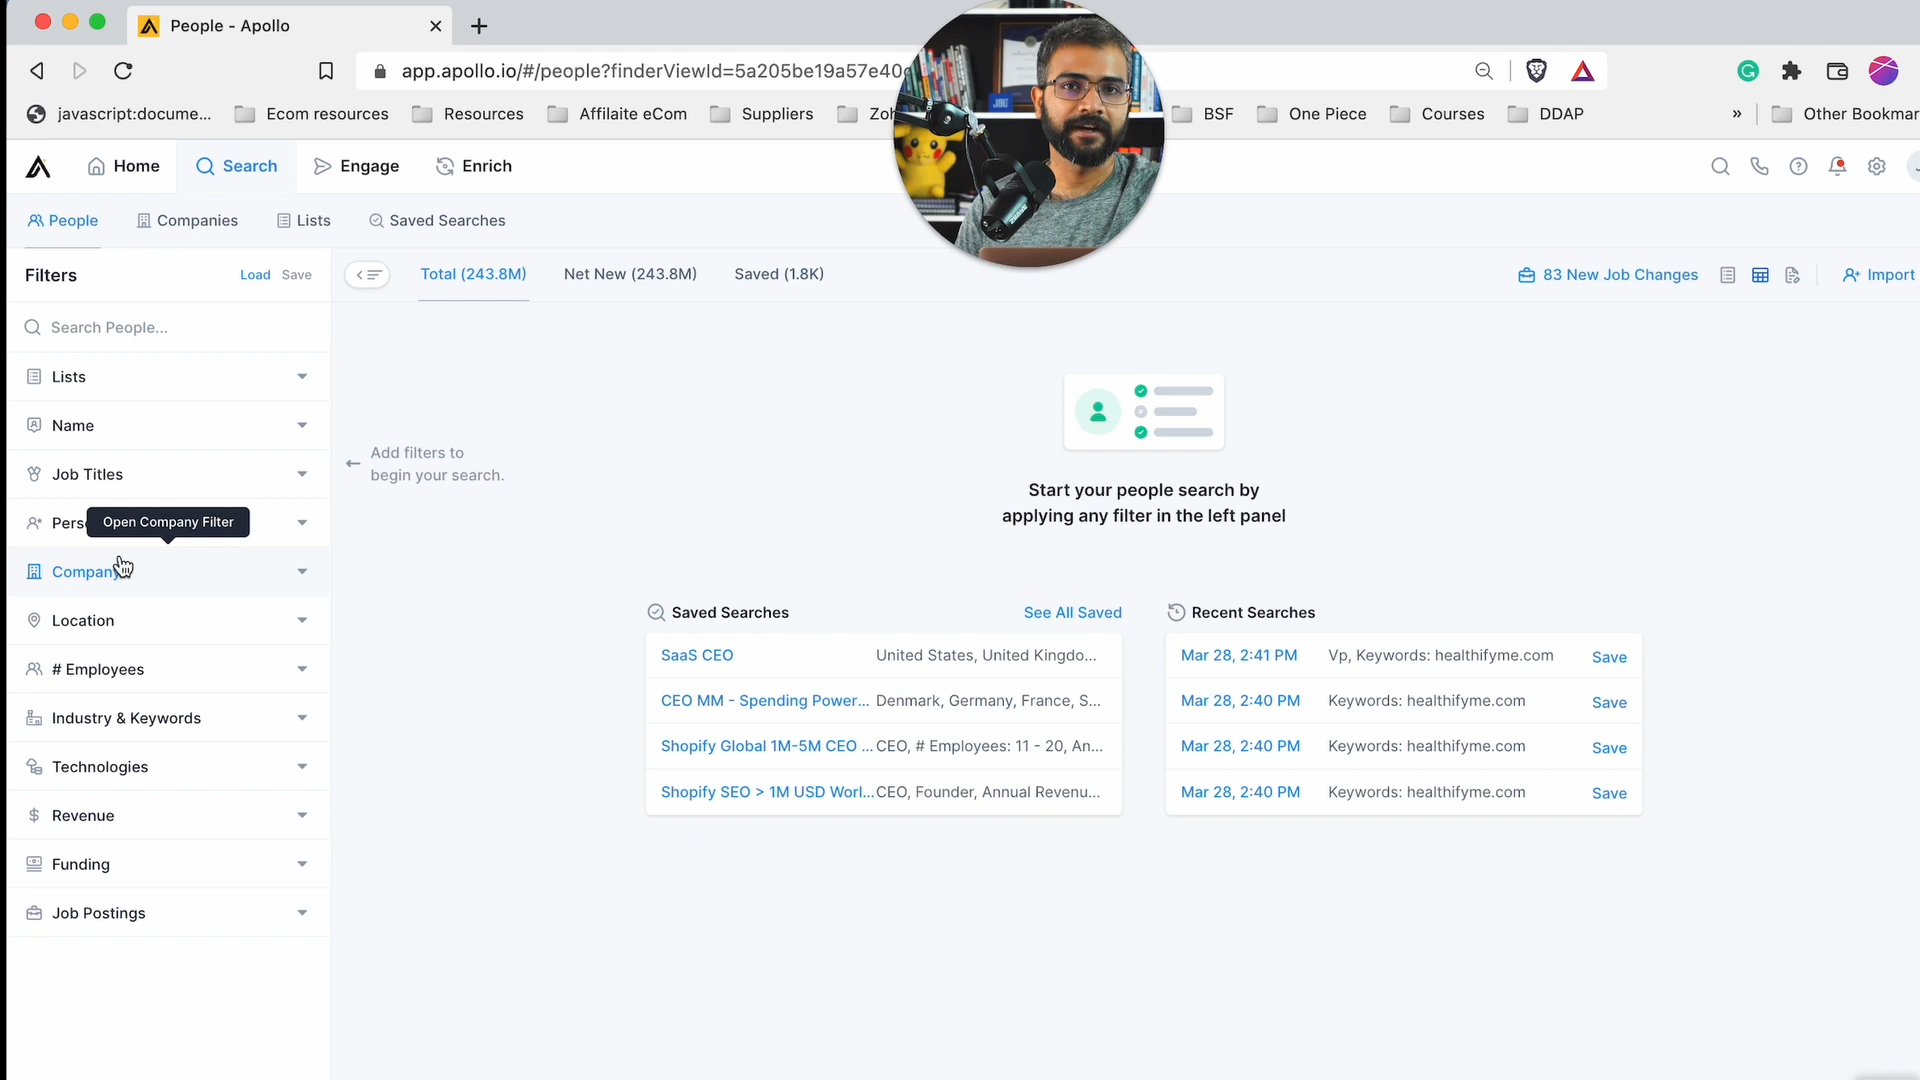 People - Apollo
app.apollo.io/#/people?finderViewId=5a205be19a57e40
javascript:docume...
Ecom resources
Resources
Affilaite eCom
Suppliers
BSF
One Piece
Courses
DDAP
»
Other Bookmar
Home
Search
Engage
Enrich
People
Companies
Lists
Saved Searches
Filters
Load
Save
Total (243.8M)
Net New (243.8M)
Saved (1.8K)
83 New Job Changes
Import
Search People...
Lists
Name
Job Titles
Open Company Filter
Company
Location
# Employees
Industry & Keywords
Technologies
Revenue
Funding
Job Postings
Add filters to
begin your search.
Start your people search by
applying any filter in the left panel
Saved Searches
See All Saved
SaaS CEO United States, United Kingdo...
CEO MM - Spending Power... Denmark, Germany, France, S...
Shopify Global 1M-5M CEO ... CEO, # Employees: 11 - 20, An...
Shopify SEO > 1M USD Worl... CEO, Founder, Annual Revenu...
Recent Searches
Mar 28, 2:41 PM Vp, Keywords: healthifyme.com Save
Mar 28, 2:40 PM Keywords: healthifyme.com Save
Mar 28, 2:40 PM Keywords: healthifyme.com Save
Mar 28, 2:40 PM Keywords: healthifyme.com Save